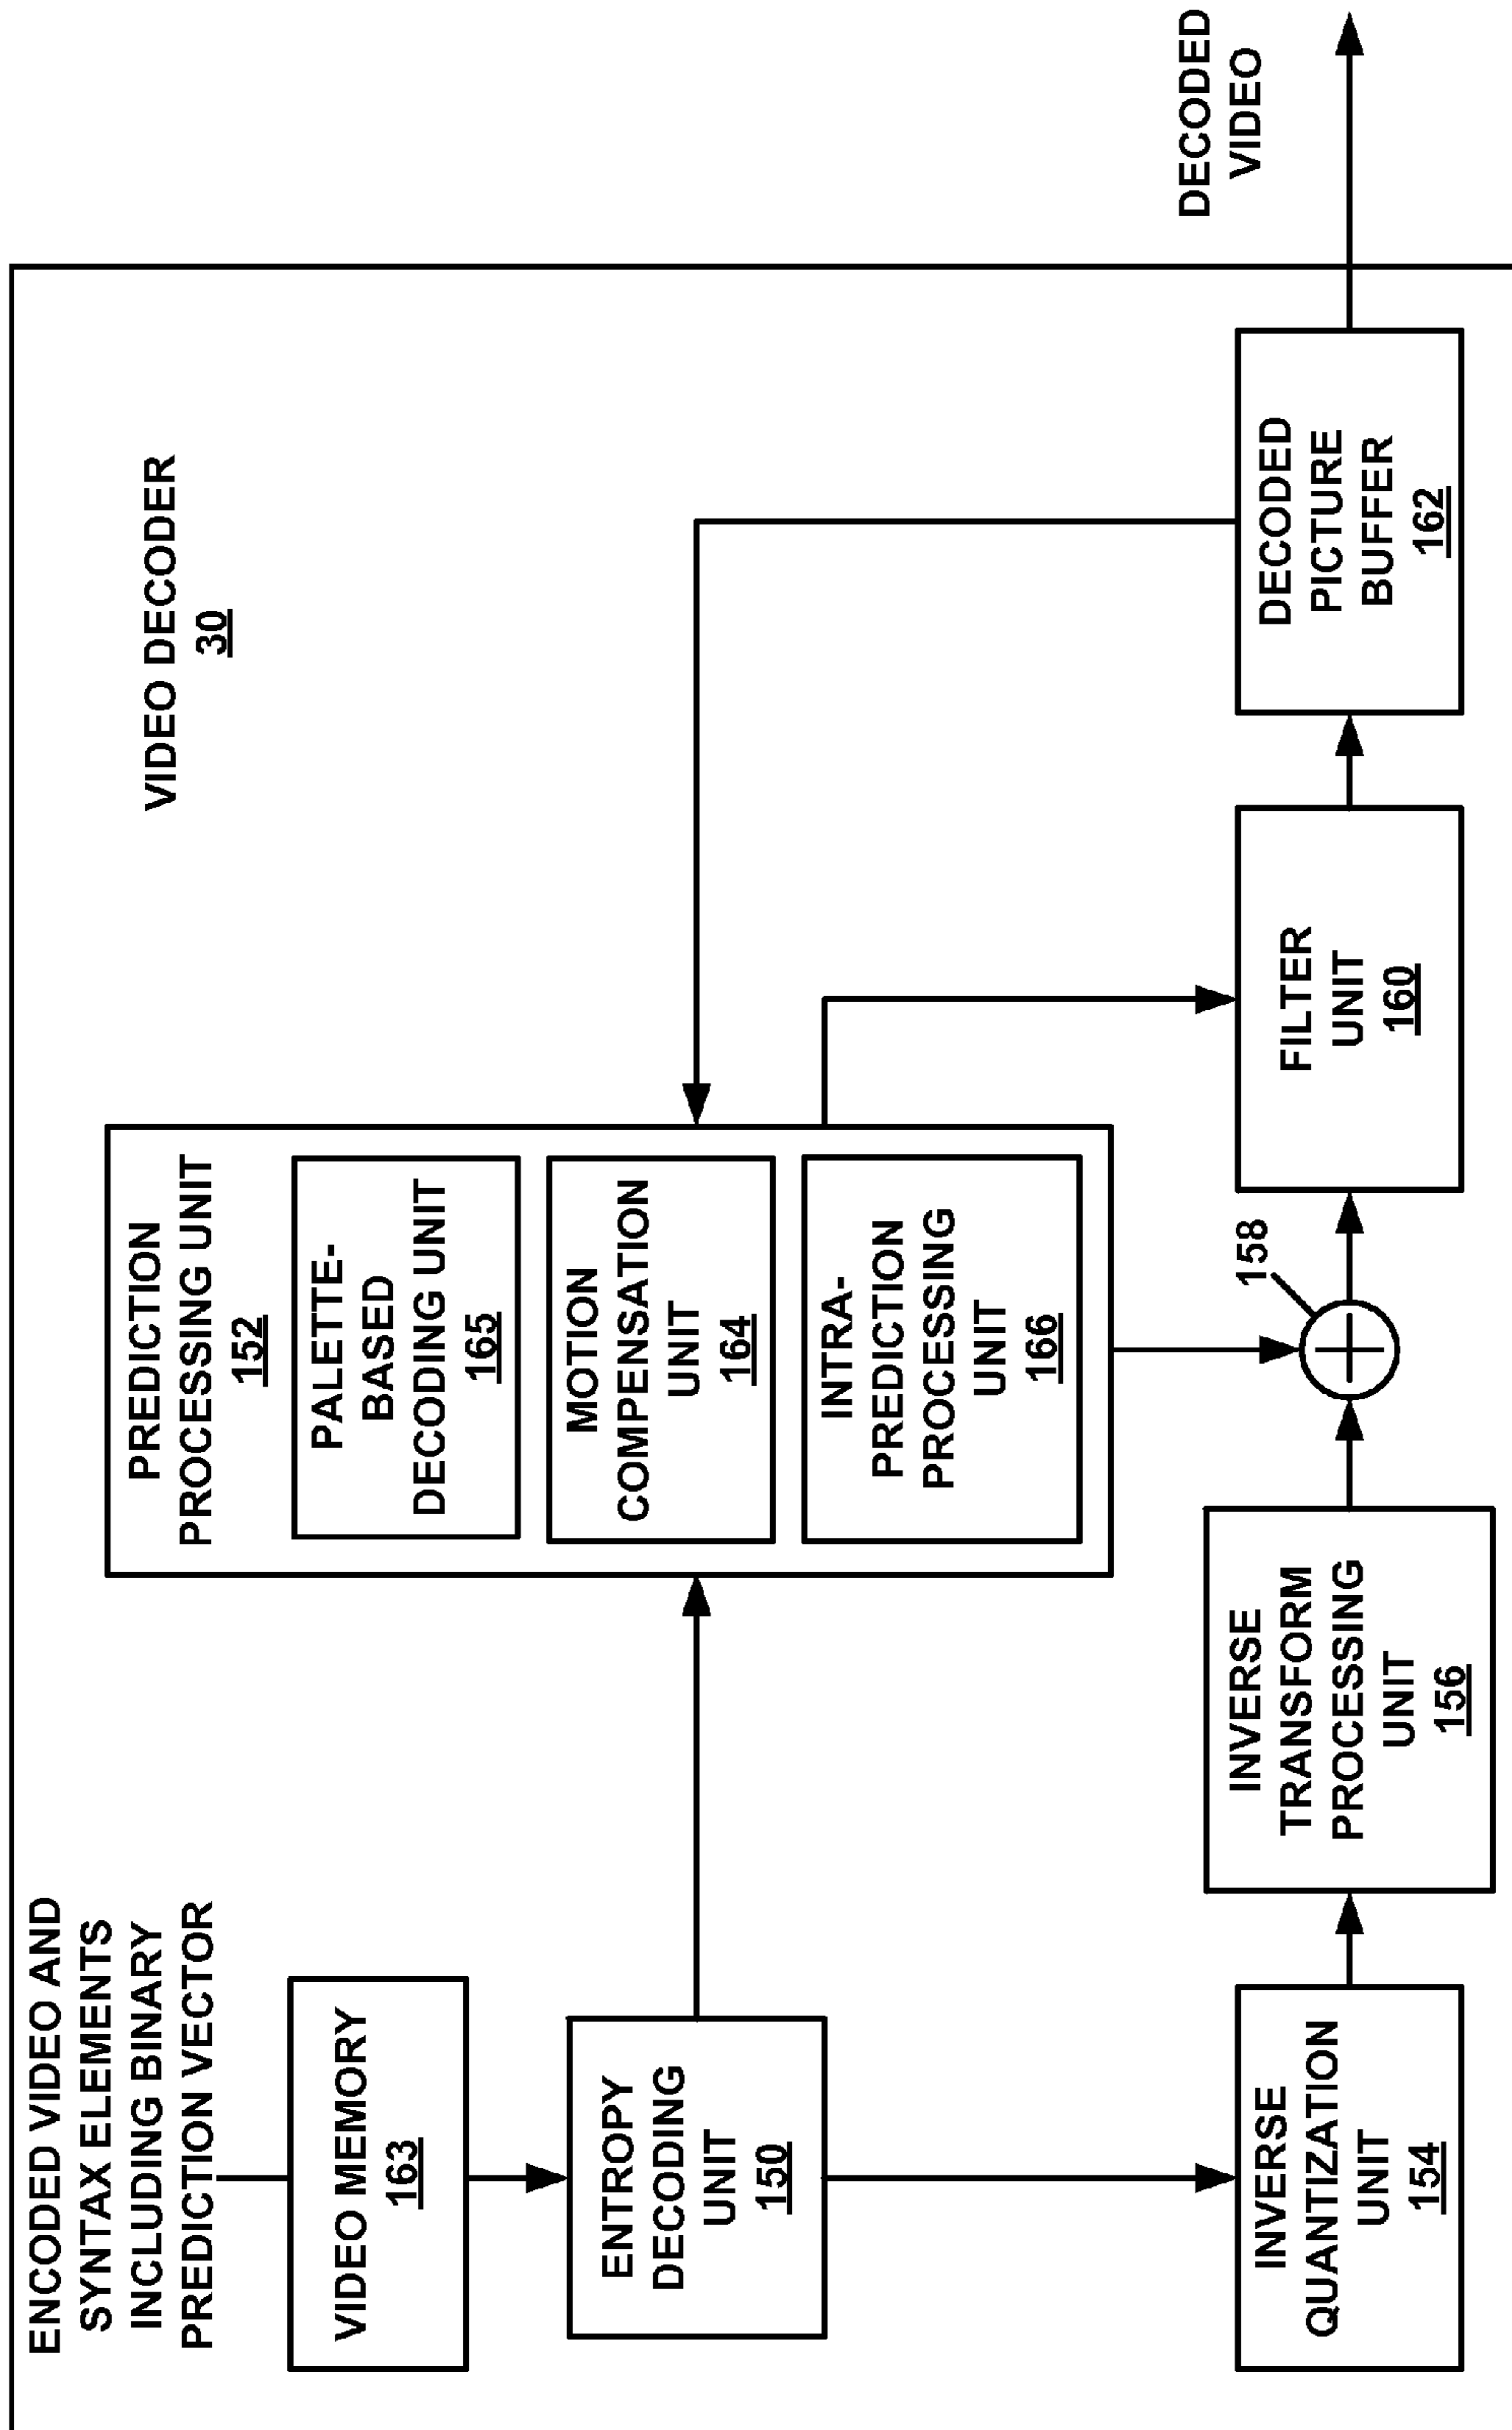 ENCODED VIDEO AND
SYNTAX ELEMENTS
INCLUDING BINARY
PREDICTION VECTOR
VIDEO MEMORY
163
ENTROPY
DECODING
UNIT
150
INVERSE
QUANTIZATION
UNIT
154
INVERSE
TRANSFORM
PROCESSING
UNIT
156
PREDICTION
PROCESSING UNIT
152
PALETTE-
BASED
DECODING UNIT
165
MOTION
COMPENSATION
UNIT
164
INTRA-
PREDICTION
PROCESSING
UNIT
166
158
FILTER
UNIT
160
VIDEO DECODER
30
DECODED
PICTURE
BUFFER
162
DECODED
VIDEO